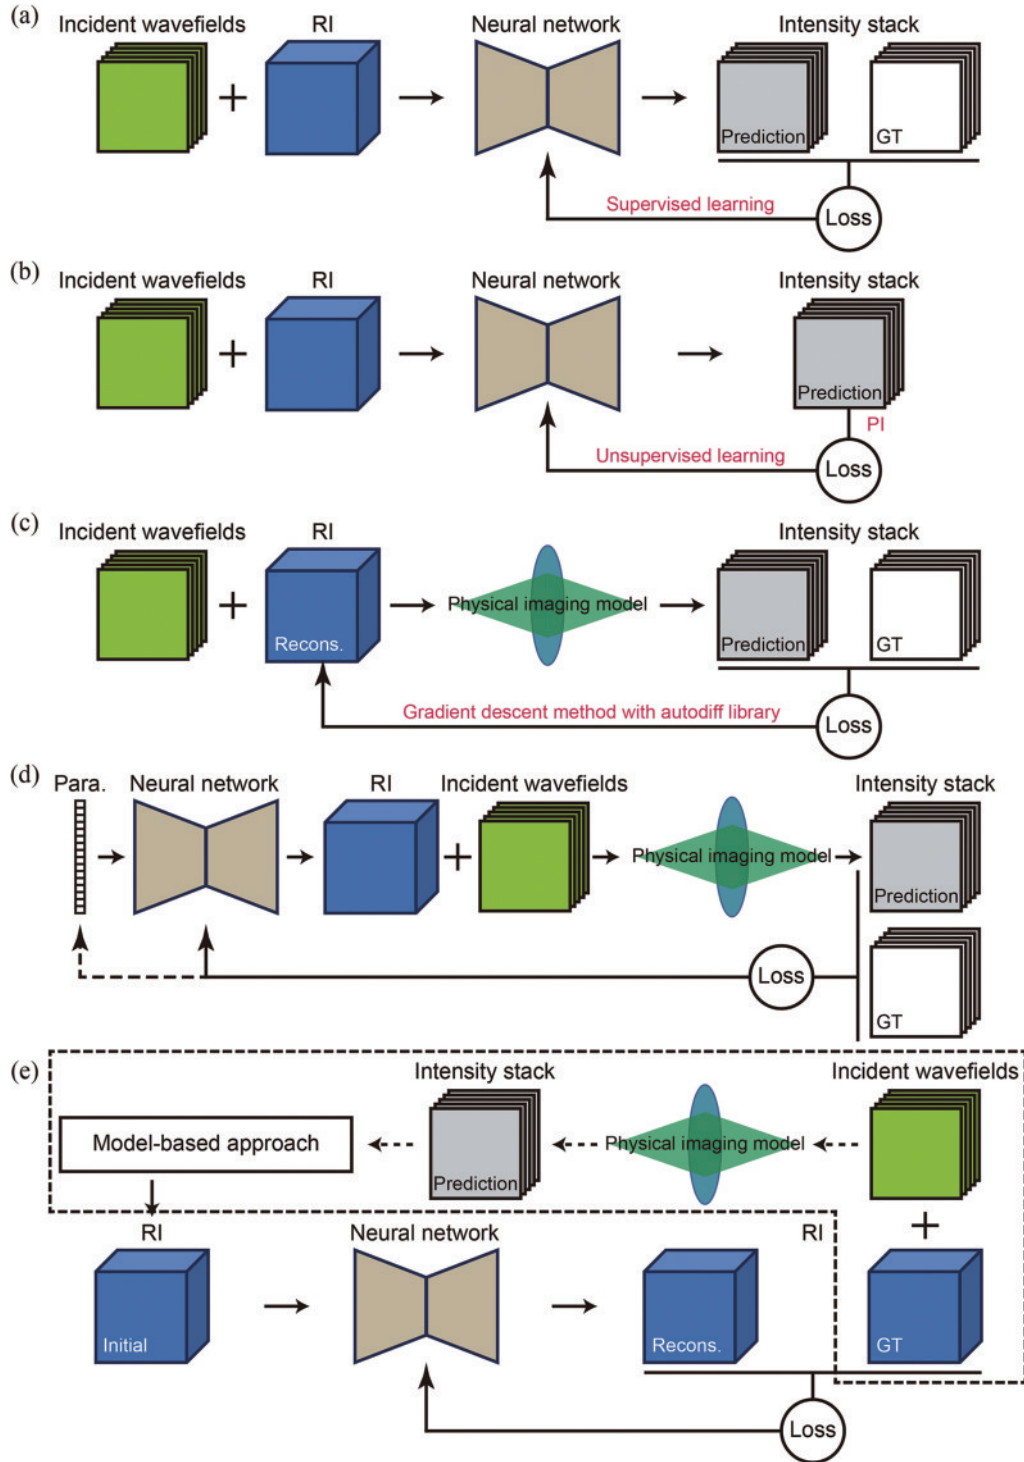 (a)
Incident wavefields RI Neural network Intensity stack
Prediction GT
Supervised learning Loss
(b)
Incident wavefields RI Neural network Intensity stack
Prediction
PI
Unsupervised learning Loss
(c)
Incident wavefields RI Intensity stack
Physical imaging model
Recons. Prediction GT
Gradient descent method with autodiff library Loss
(d)
Para. Neural network RI Incident wavefields Intensity stack
Physical imaging model
Prediction
Loss
GT
(e)
Intensity stack Incident wavefields
Model-based approach Physical imaging model
Prediction
RI Neural network RI
Initial Recons. GT
Loss